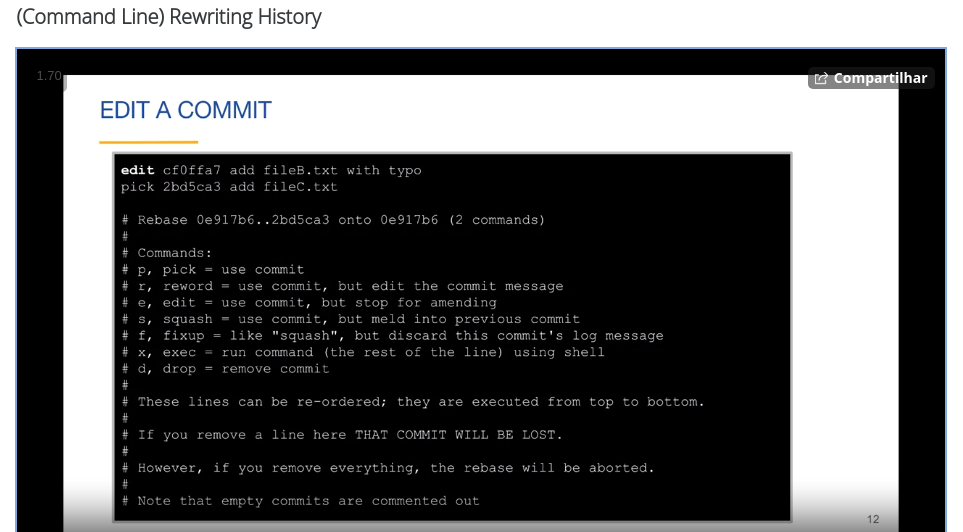 (Command Line) Rewriting History
1.70
Compartilhar
EDIT A COMMIT
edit cf0ffa7 add fileB.txt with typo
pick 2bd5ca3 add fileC.txt
# Rebase 0e917b6..2bd5ca3 onto 0e917b6 (2 commands)
#
# Commands:
# p, pick = use commit
# r, reword = use commit, but edit the commit message
# e, edit = use commit, but stop for amending
# s, squash = use commit, but meld into previous commit
# f, fixup = like "squash", but discard this commit's log message
# x, exec = run command (the rest of the line) using shell
# d, drop = remove commit
#
# These lines can be re-ordered; they are executed from top to bottom.
#
# If you remove a line here THAT COMMIT WILL BE LOST.
#
# However, if you remove everything, the rebase will be aborted.
#
# Note that empty commits are commented out
12